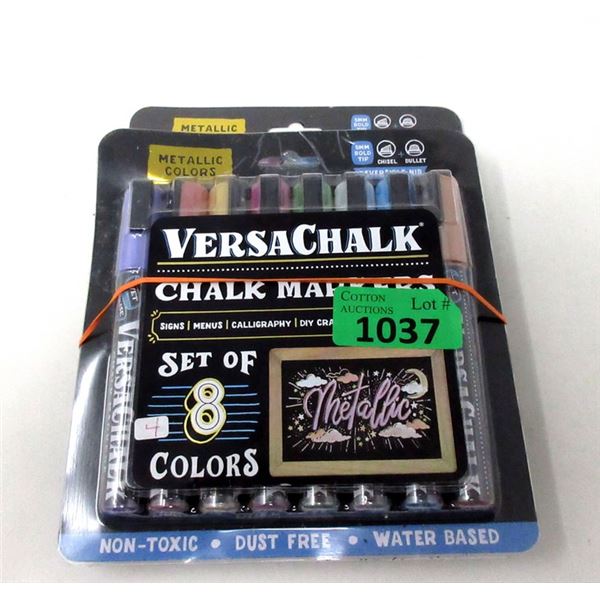 METALLIC
5MM
BOLD
METALLIC
COLORS
5MM
BOLD
TIP
CHISEL + BULLET
VERSACHALK®
CHALK MARKERS
COTTON
AUCTIONS
Lot #
1037
SIGNS | MENUS | CALLIGRAPHY | DIY CRA
SET OF
8
COLORS
4
Metallic
VERSACHALK
NON-TOXIC • DUST FREE • WATER BASED